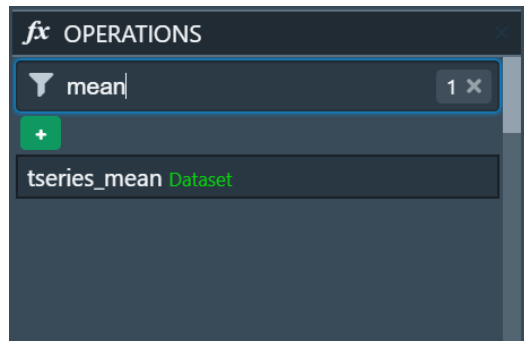 fx OPERATIONS
mean
1 ×
+
tseries_mean Dataset